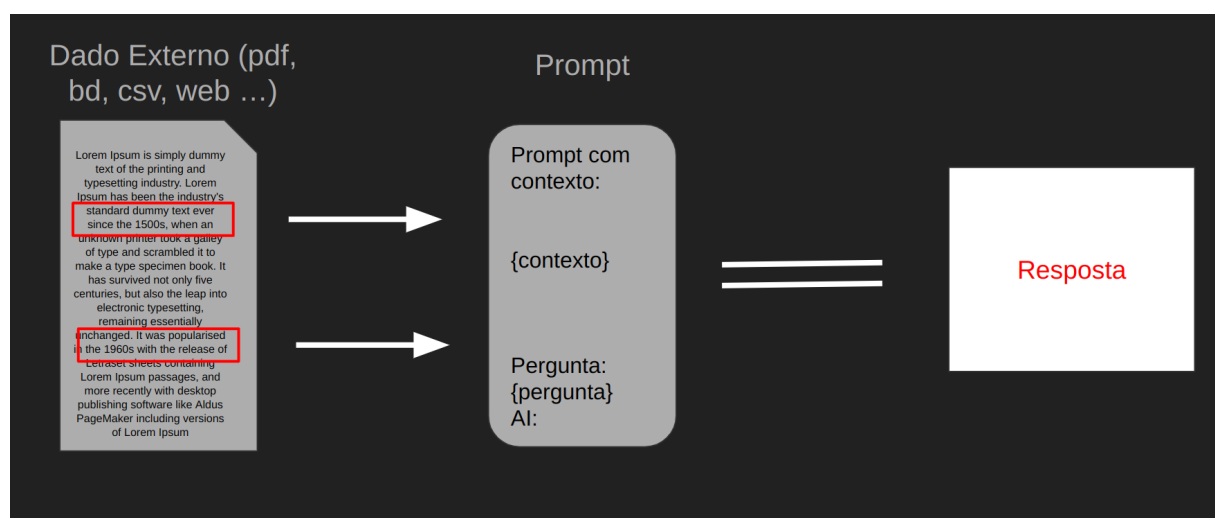 Dado Externo (pdf,
bd, csv, web …)
Lorem Ipsum is simply dummy
text of the printing and
typesetting industry. Lorem
Ipsum has been the industry's
standard dummy text ever
since the 1500s, when an
unknown printer took a galley
of type and scrambled it to
make a type specimen book. It
has survived not only five
centuries, but also the leap into
electronic typesetting,
remaining essentially
unchanged. It was popularised
in the 1960s with the release of
Letraset sheets containing
Lorem Ipsum passages, and
more recently with desktop
publishing software like Aldus
PageMaker including versions
of Lorem Ipsum
Prompt
Prompt com
contexto:
{contexto}
Pergunta:
{pergunta}
AI:
Resposta